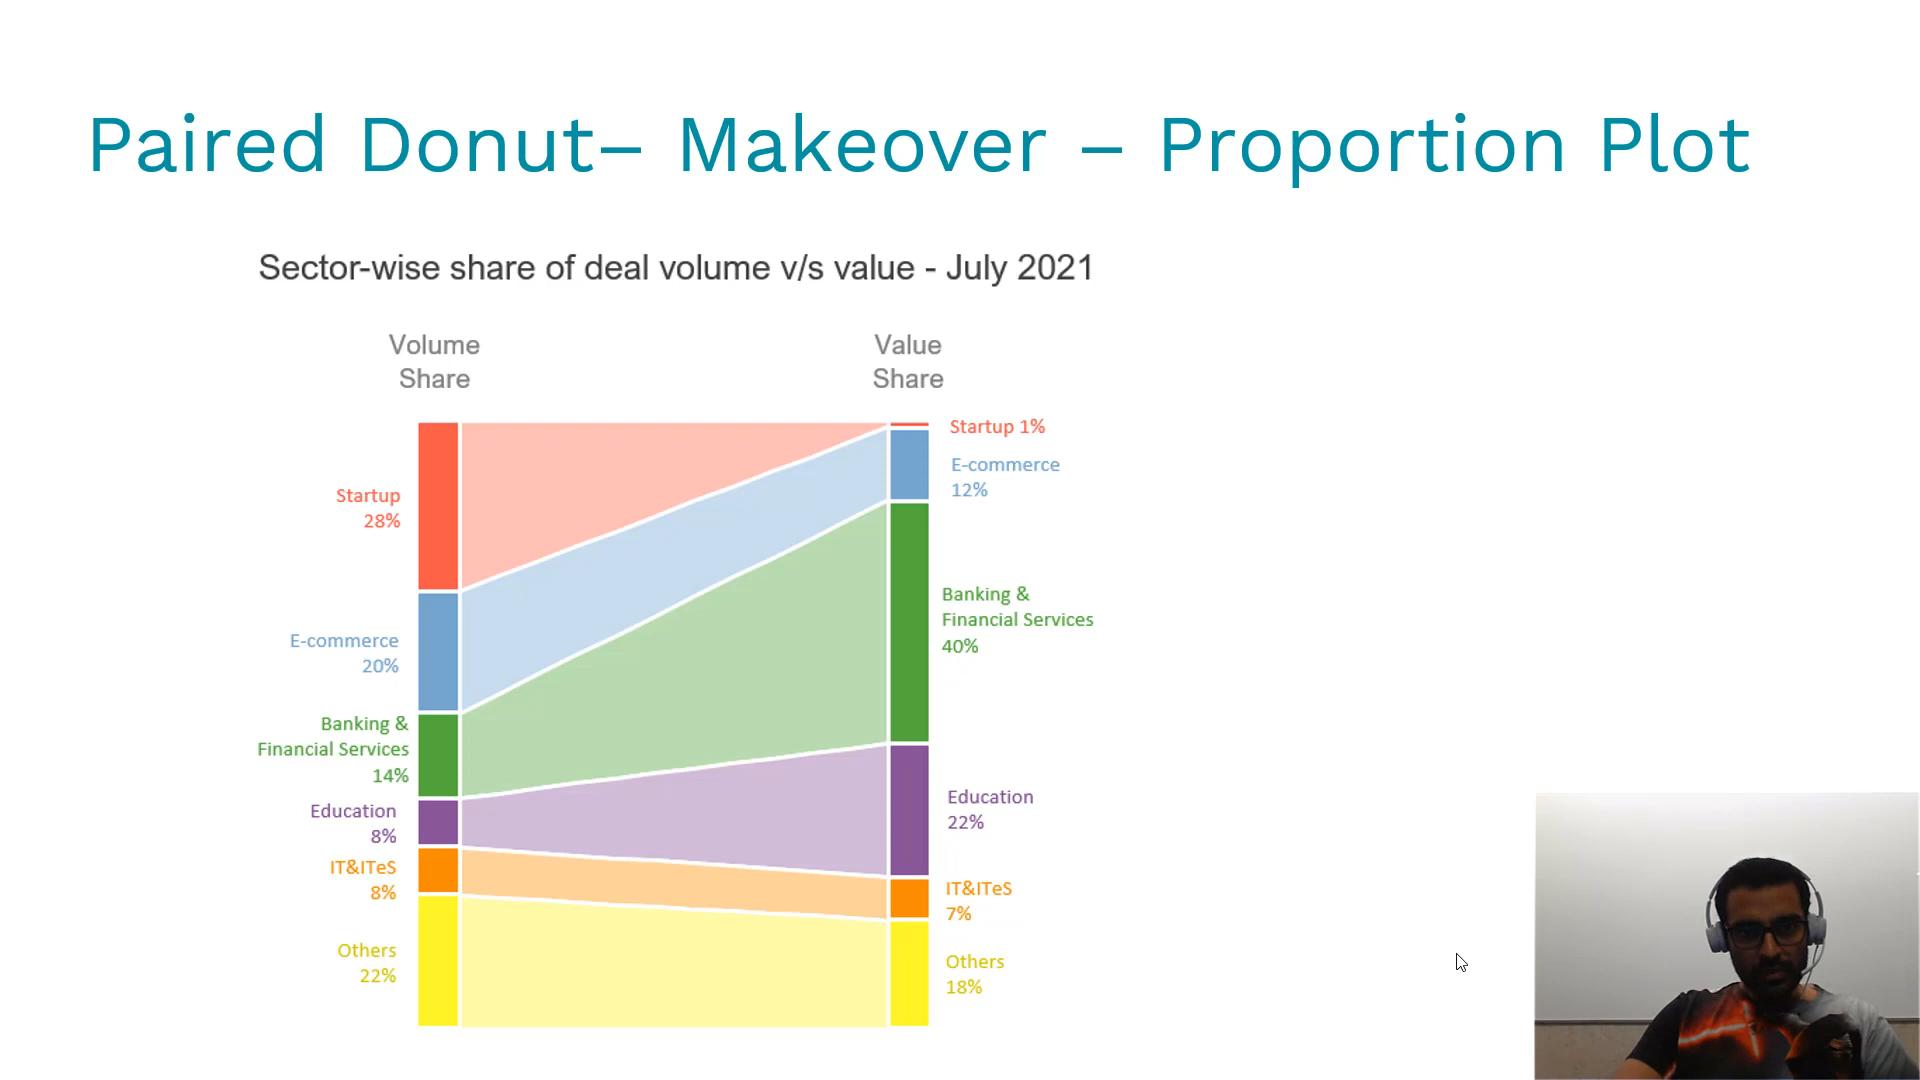 Paired Donut– Makeover – Proportion Plot
Sector-wise share of deal volume v/s value - July 2021
Volume
Share
Value
Share
Startup
28%
E-commerce
20%
Banking &
Financial Services
14%
Education
8%
IT&ITeS
8%
Others
22%
Startup 1%
E-commerce
12%
Banking &
Financial Services
40%
Education
22%
IT&ITeS
7%
Others
18%